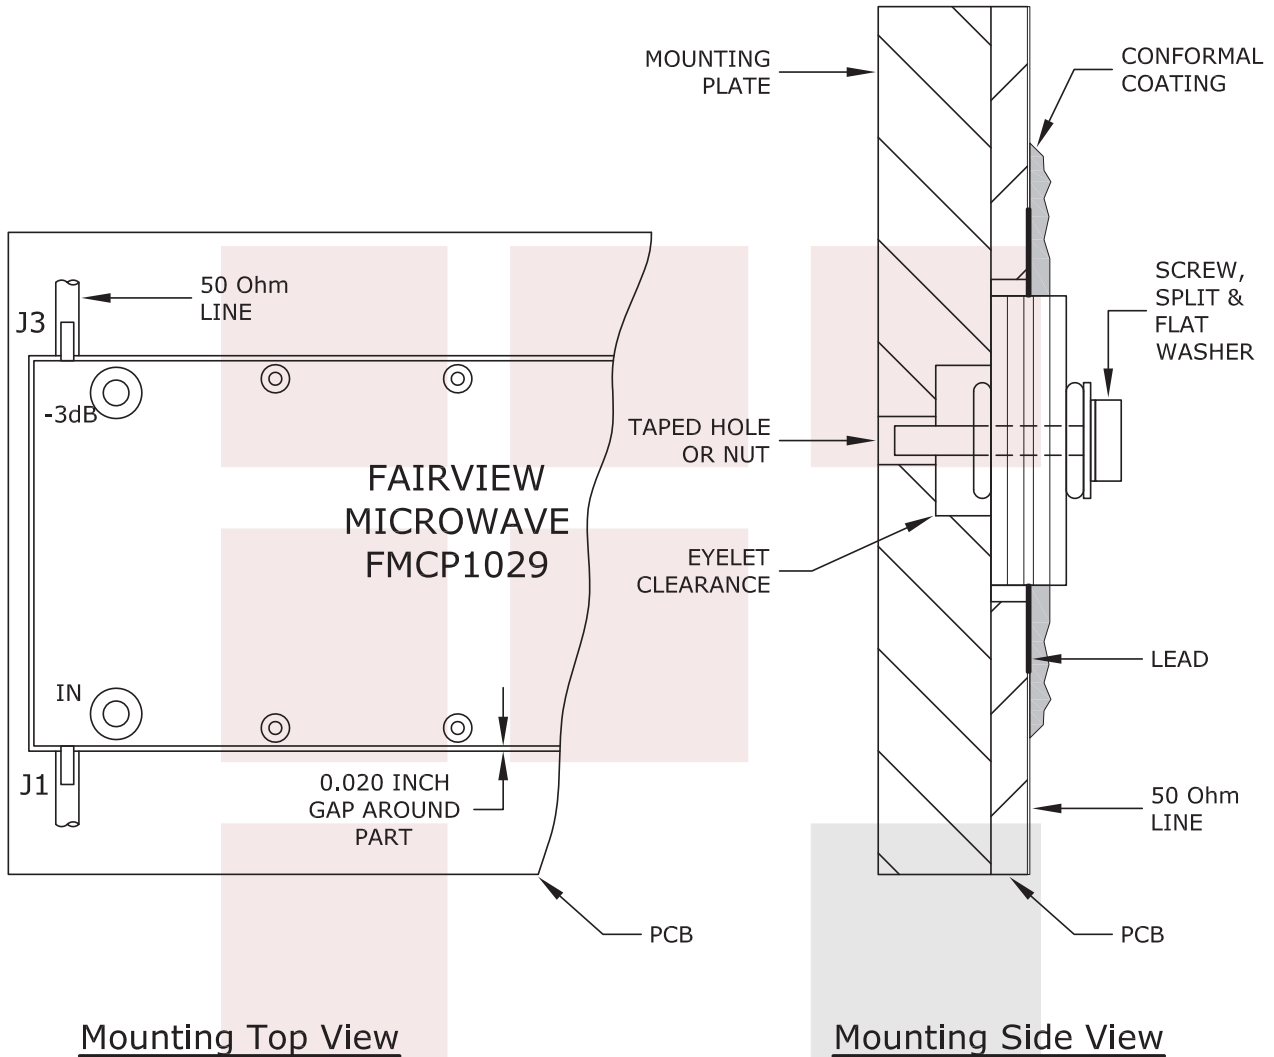 50 Ohm
LINE
J3
-3dB
FAIRVIEW
MICROWAVE
FMCP1029
IN
J1
0.020 INCH
GAP AROUND
PART
PCB
Mounting Top View
MOUNTING
PLATE
CONFORMAL
COATING
SCREW,
SPLIT &
FLAT
WASHER
TAPED HOLE
OR NUT
EYELET
CLEARANCE
LEAD
50 Ohm
LINE
PCB
Mounting Side View